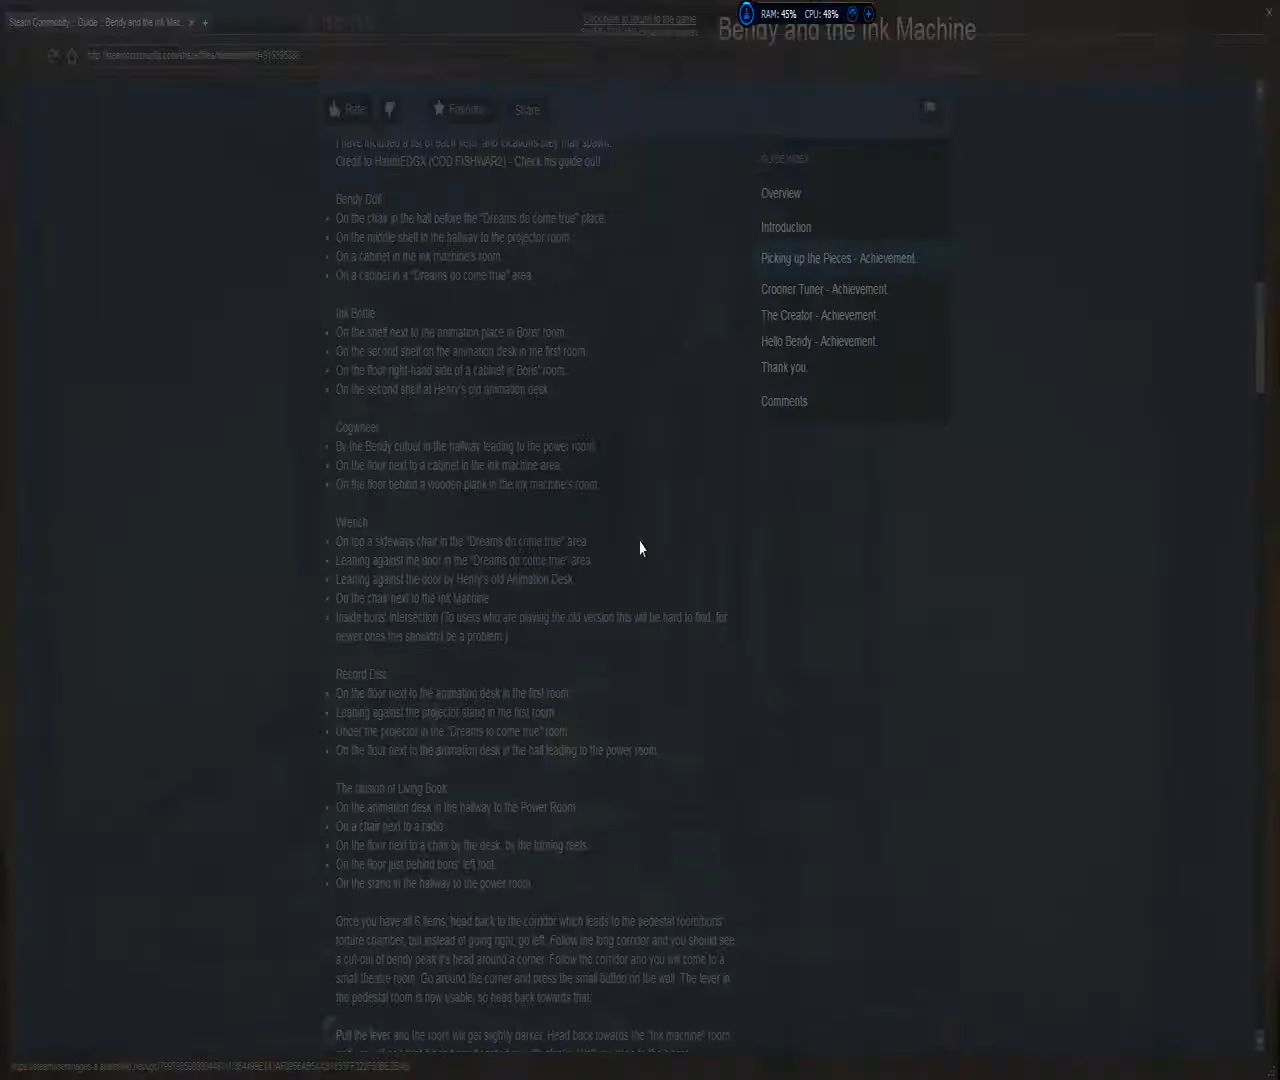 Steam Community :: Guide :: Bendy and the Ink Mac...
Click here to return to the game
RAM: 45% CPU: 48%
Bendy and the Ink Machine
Rate
Favorite
Share
I have included a list of each item, and locations they may spawn.
Credit to (COD FISHWAR2) - Check his guide out!
GUIDE INDEX
Overview
Introduction
Picking up the Pieces - Achievement.
Crooner Tuner - Achievement.
The Creator - Achievement.
Hello Bendy - Achievement.
Thank you.
Comments
Bendy Doll
On the chair in the hall before the "Dreams do come true" place.
On the middle shelf in the hallway to the projector room.
On a cabinet in the ink machine's room.
On a cabinet in a "Dreams do come true" area.
Ink Bottle
On the shelf next to the animation place in Boris' room.
On the second shelf on the animation desk in the first room.
On the floor right-hand side of a cabinet in Boris' room.
On the second shelf at Henry's old animation desk.
Cogwheel
By the Bendy cutout in the hallway leading to the power room.
On the floor next to a cabinet in the ink machine area.
On the floor behind a wooden plank in the ink machine's room.
Wrench
On top a sideways chair in the "Dreams do come true" area.
Leaning against the door in the "Dreams do come true" area.
Leaning against the door by Henry's old Animation Desk.
On the chair next to the Ink Machine.
Inside boris' intersection (To users who are playing the old version this will be hard to find, for
newer ones this shouldn't be a problem.)
Record Disc
On the floor next to the animation desk in the first room.
Leaning against the projector stand in the first room.
Under the projector in the "Dreams to come true" room.
On the floor next to the animation desk in the hall leading to the power room.
The Illusion of Living Book
On the animation desk in the hallway to the Power Room.
On a chair next to a radio.
On the floor next to a chair by the desk, by the turning reels.
On the floor just behind boris' left foot.
On the stand in the hallway to the power room.
Once you have all 6 items, head back to the corridor which leads to the pedestal room/boris'
torture chamber, but instead of going right, go left. Follow the long corridor and you should see
a cut-out of bendy peak it's head around a corner. Follow the corridor and you will come to a
small theatre room. Go around the corner and press the small button on the wall. The lever in
the pedestal room is now usable, so head back towards that.
Pull the lever and the room will get slightly darker. Head back towards the "Ink machine" room